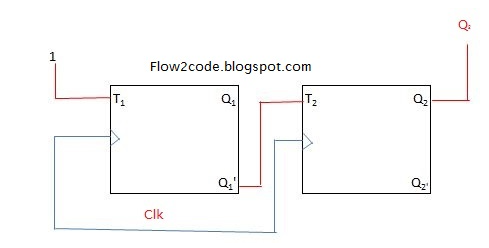 Q₂
1
Flow2code.blogspot.com
T₁ Q₁ T₂ Q₂
Q₁' Q₂'
Clk